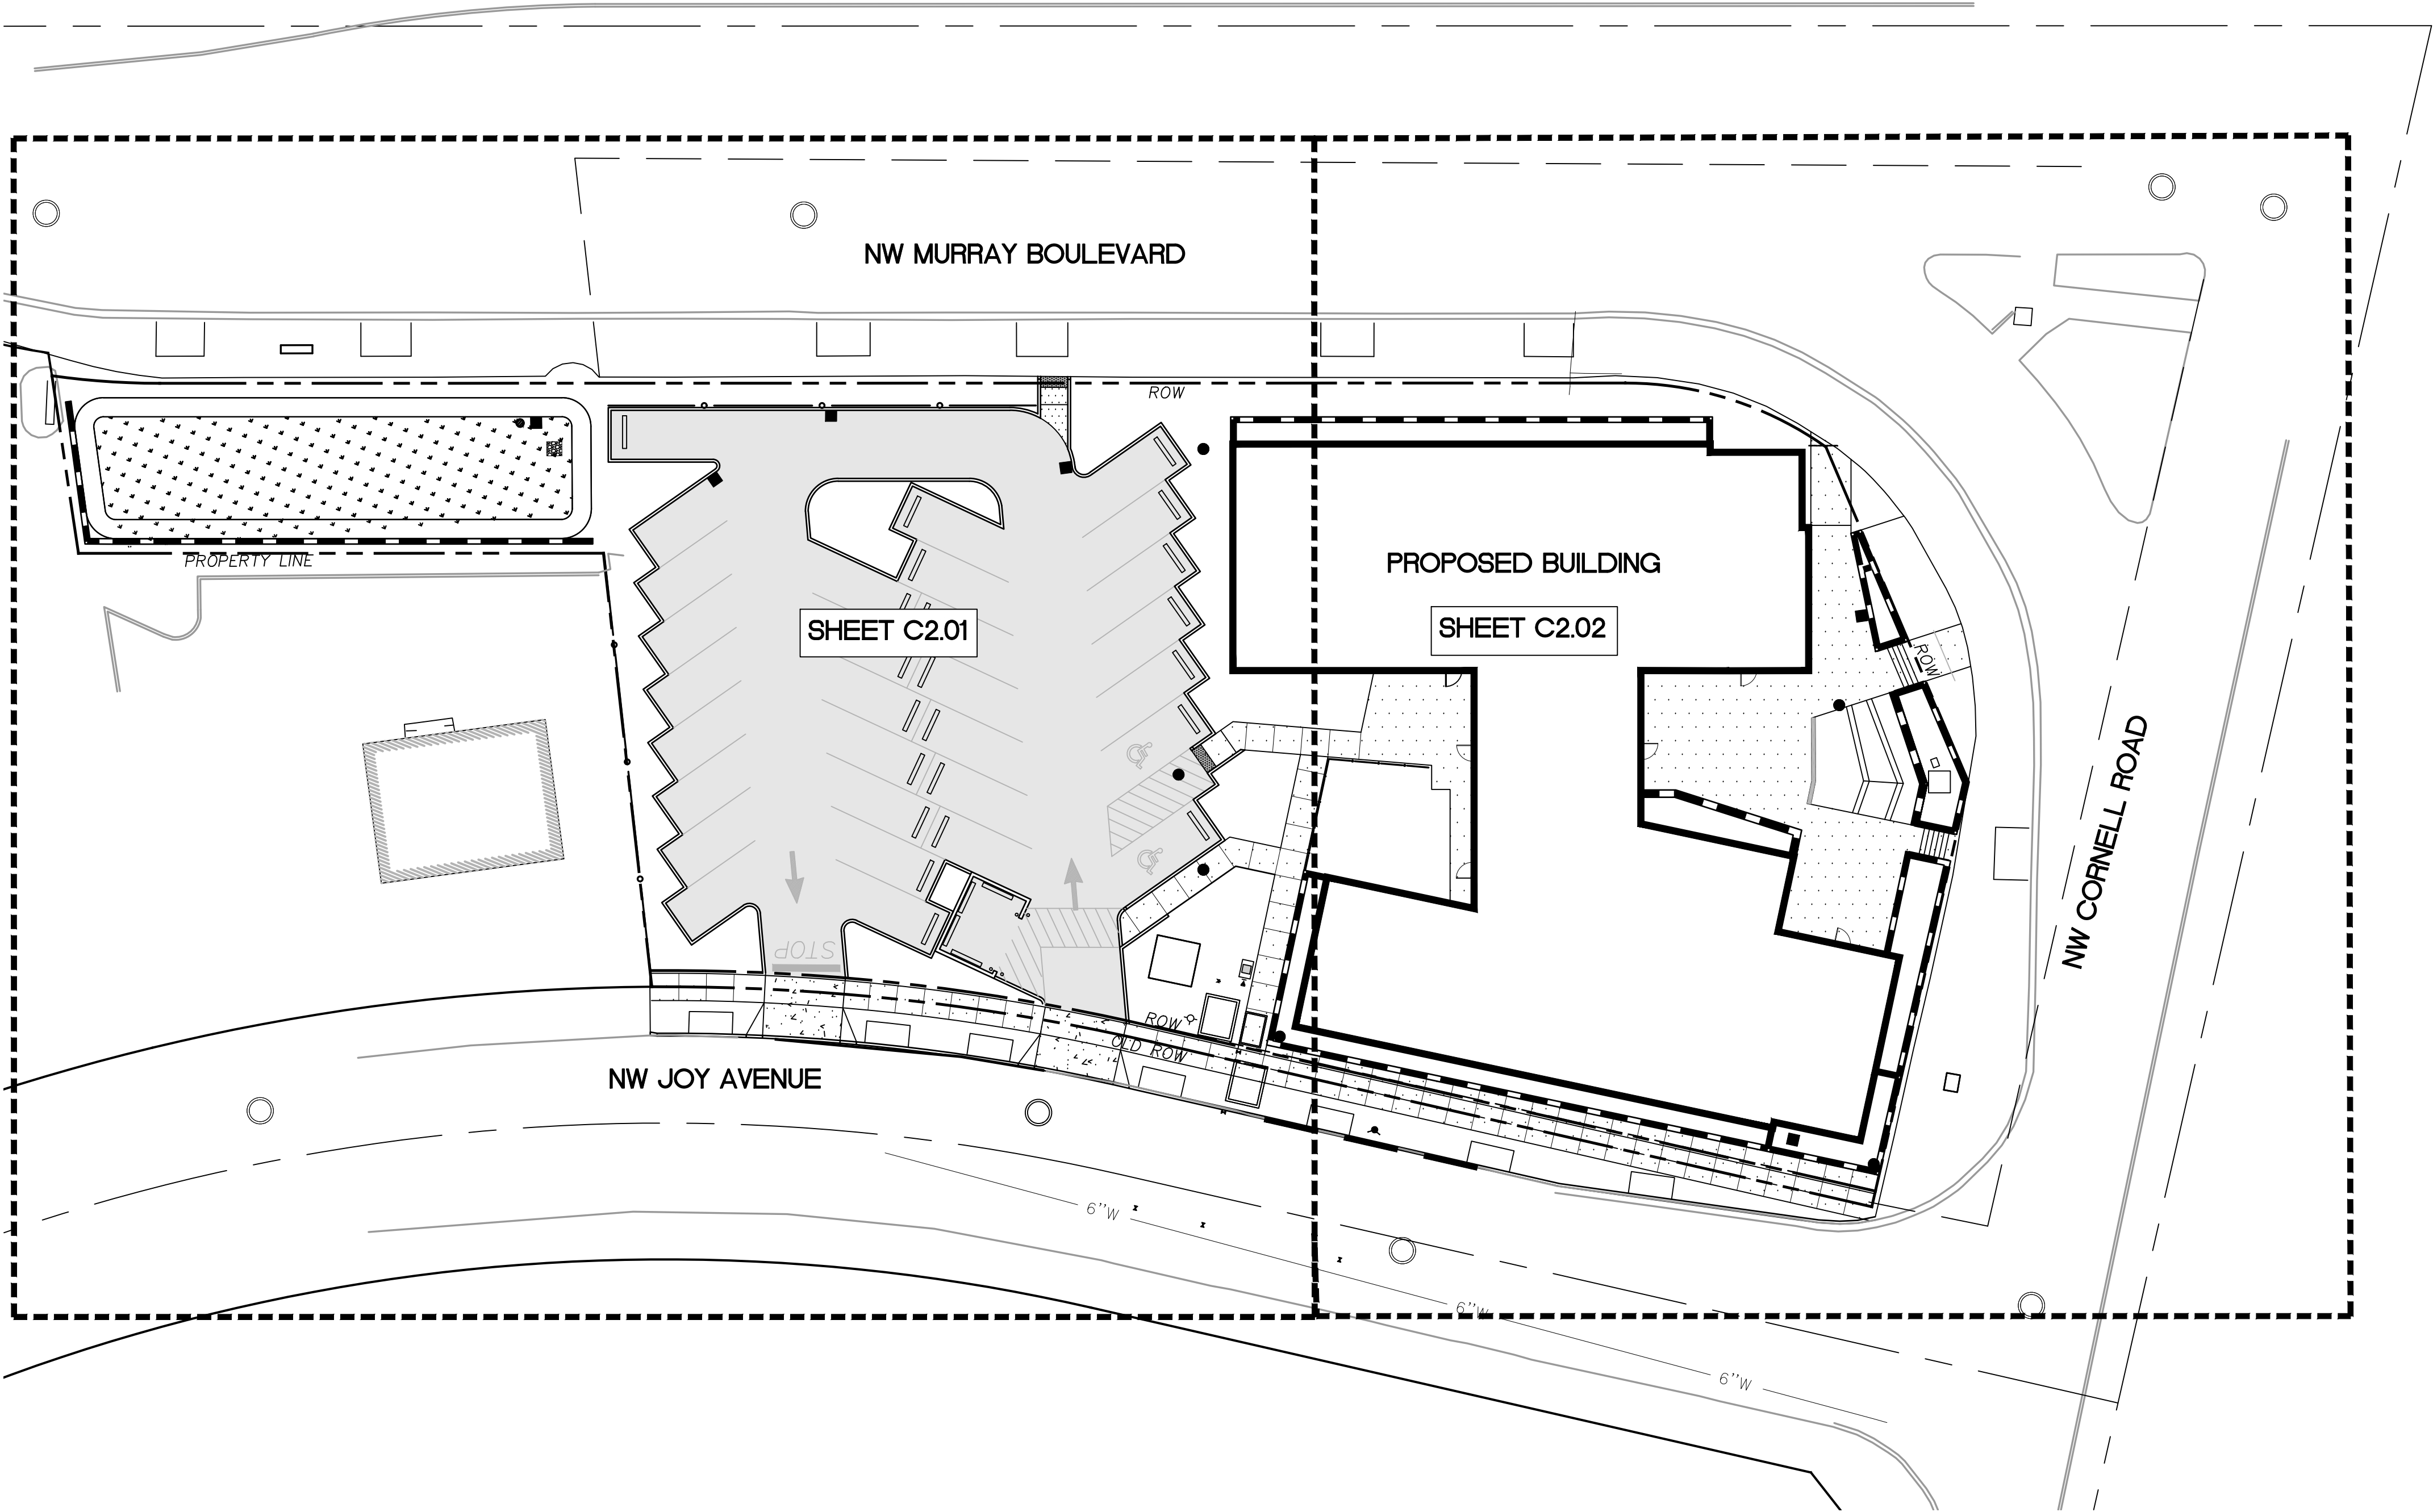 NW MURRAY BOULEVARD
ROW
PROPERTY LINE
PROPOSED BUILDING
SHEET C2.01
SHEET C2.02
ROW
NW CORNELL ROAD
STOP
ROW
OLD ROW
NW JOY AVENUE
6"W
6"W
6"W